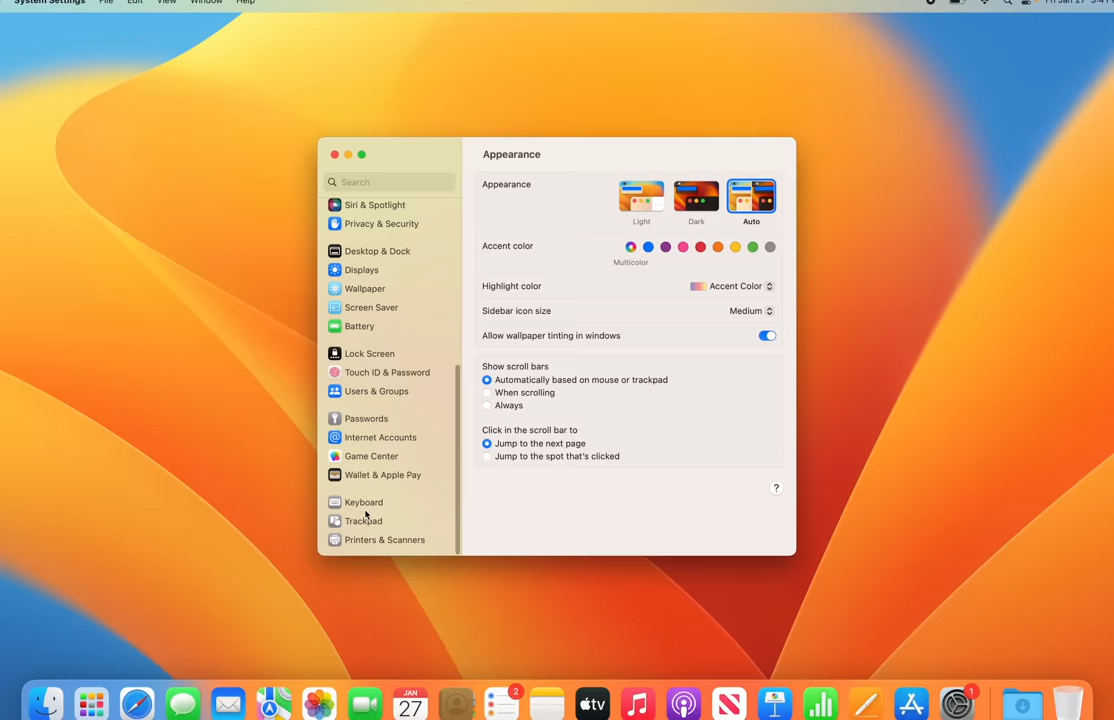 System Settings File Edit View Window Help Fri Jan 27
Appearance
Search
Siri & Spotlight
Privacy & Security
Desktop & Dock
Displays
Wallpaper
Screen Saver
Battery
Lock Screen
Touch ID & Password
Users & Groups
Passwords
Internet Accounts
Game Center
Wallet & Apple Pay
Keyboard
Trackpad
Printers & Scanners
Appearance
Light Dark Auto
Accent color
Multicolor
Highlight color Accent Color
Sidebar icon size Medium
Allow wallpaper tinting in windows
Show scroll bars
Automatically based on mouse or trackpad
When scrolling
Always
Click in the scroll bar to
Jump to the next page
Jump to the spot that's clicked
?
JAN
27
2
tv
1